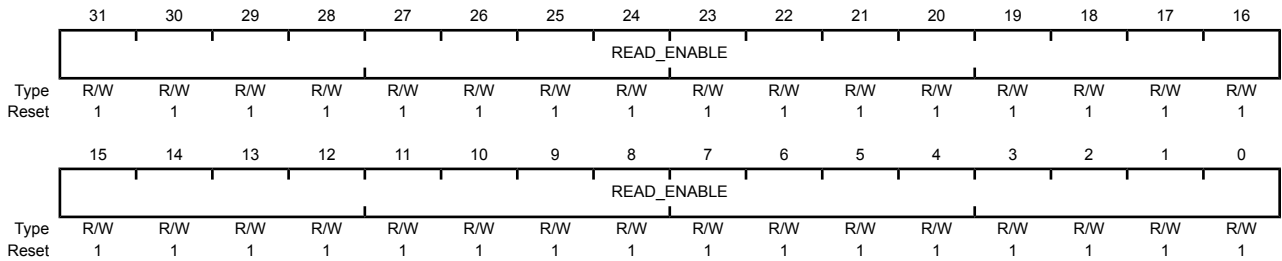 31 30 29 28 27 26 25 24 23 22 21 20 19 18 17 16
READ_ENABLE
Type R/W R/W R/W R/W R/W R/W R/W R/W R/W R/W R/W R/W R/W R/W R/W R/W
Reset 1 1 1 1 1 1 1 1 1 1 1 1 1 1 1 1
15 14 13 12 11 10 9 8 7 6 5 4 3 2 1 0
READ_ENABLE
Type R/W R/W R/W R/W R/W R/W R/W R/W R/W R/W R/W R/W R/W R/W R/W R/W
Reset 1 1 1 1 1 1 1 1 1 1 1 1 1 1 1 1